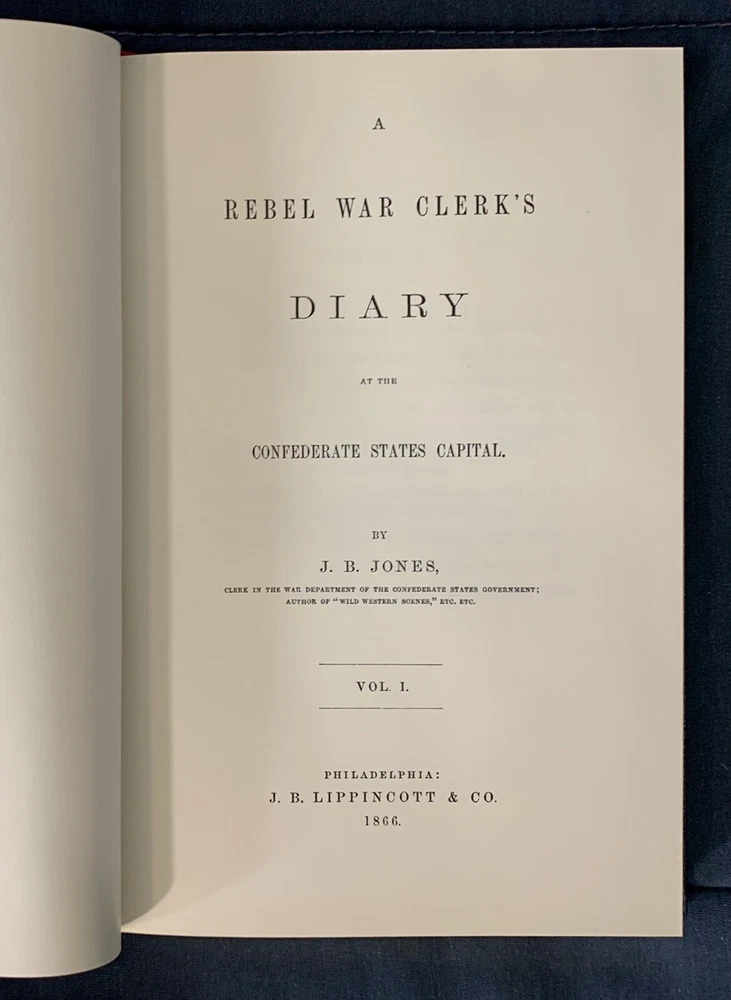 A
REBEL WAR CLERK'S
DIARY
AT THE
CONFEDERATE STATES CAPITAL.
BY
J. B. JONES,
CLERK IN THE WAR DEPARTMENT OF THE CONFEDERATE STATES GOVERNMENT;
AUTHOR OF "WILD WESTERN SCENES," ETC. ETC.
VOL. I.
PHILADELPHIA:
J. B. LIPPINCOTT & CO.
1866.